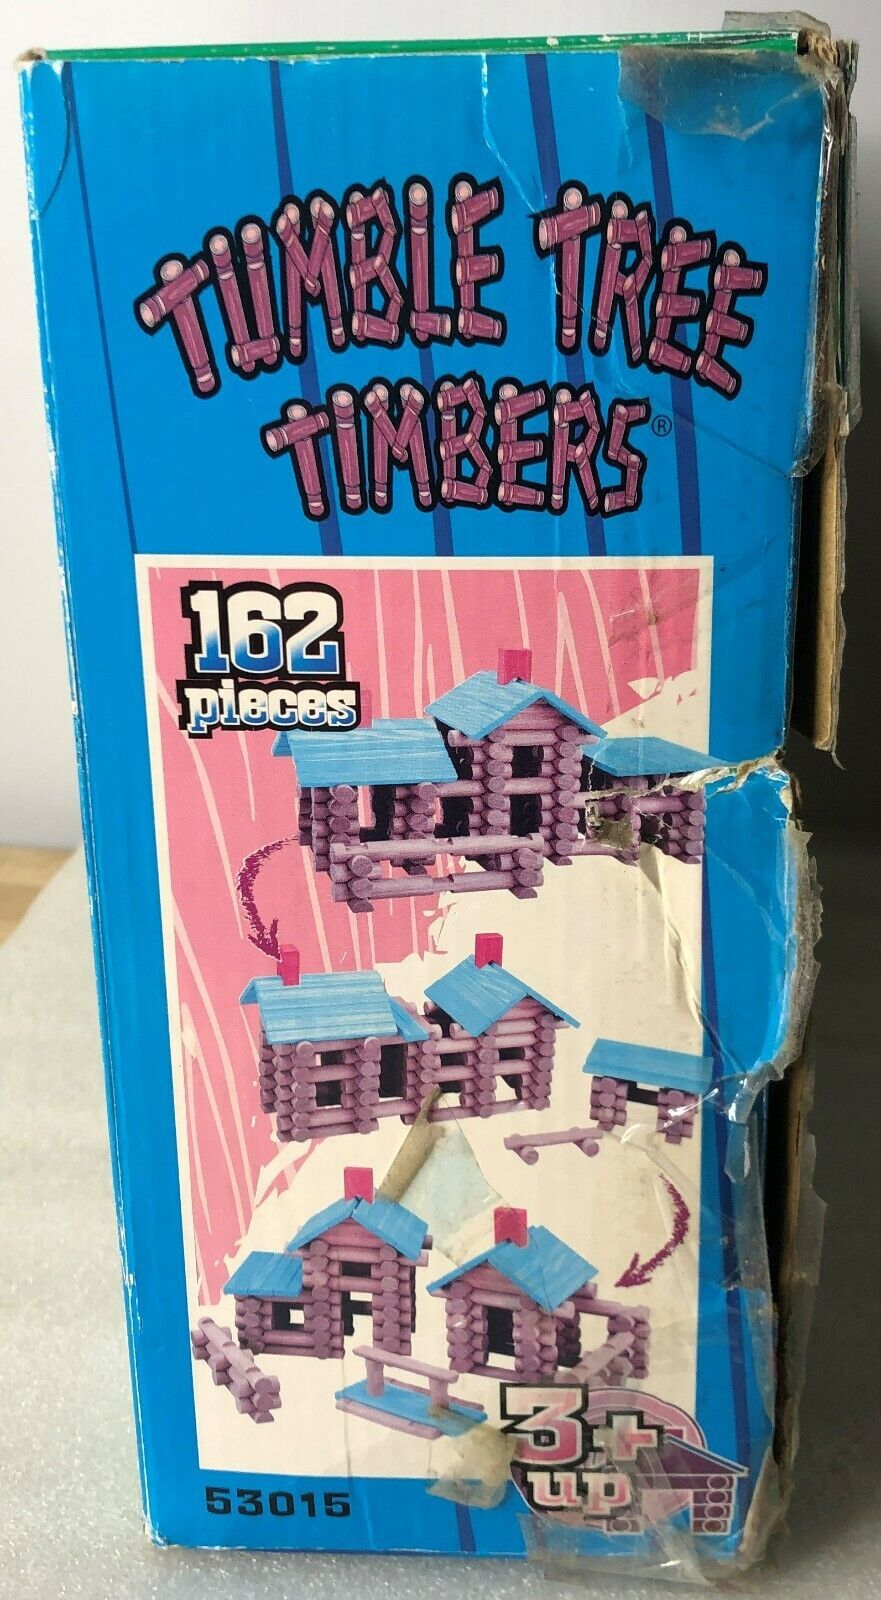 TUMBLE TREE
TIMBERS®
162
pieces
3+
up
53015